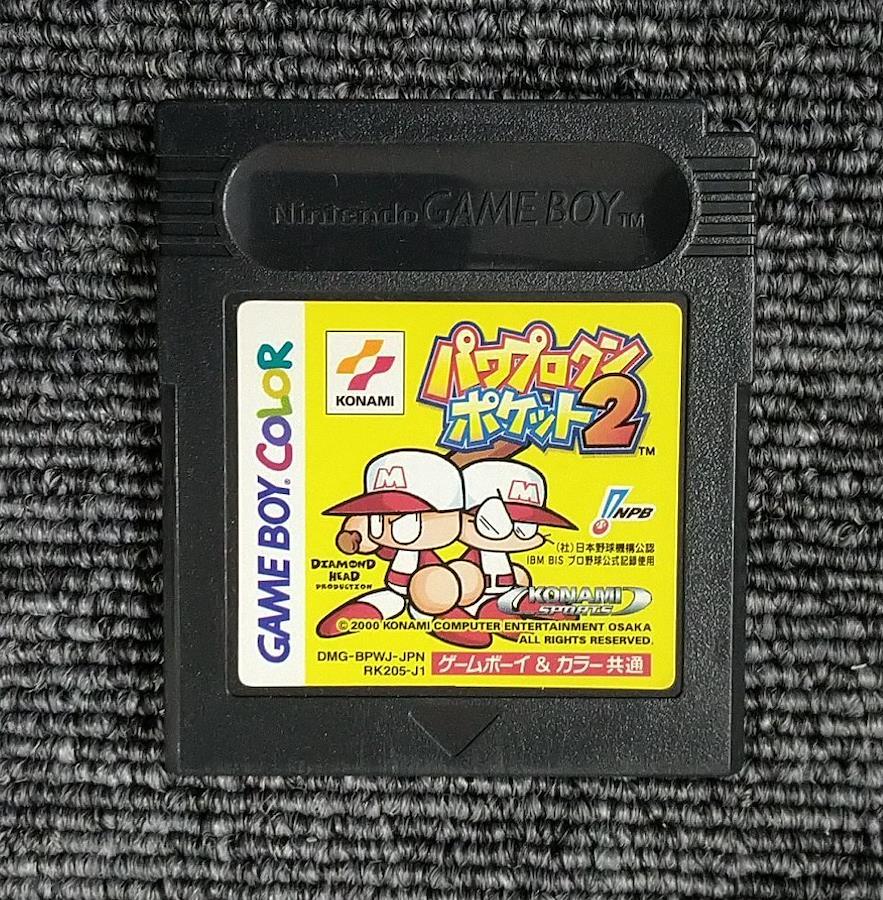 Nintendo GAME BOY TM
GAME BOY® COLOR
KONAMI
パワプロクン
ポケット2 TM
M
M
NPB
(社)日本野球機構公認
IBM BIS プロ野球公式記録使用
DIAMOND
HEAD
PRODUCTION
KONAMI
SPORTS
© 2000 KONAMI COMPUTER ENTERTAINMENT OSAKA
ALL RIGHTS RESERVED.
DMG-BPWJ-JPN
RK205-J1
ゲームボーイ & カラー共通